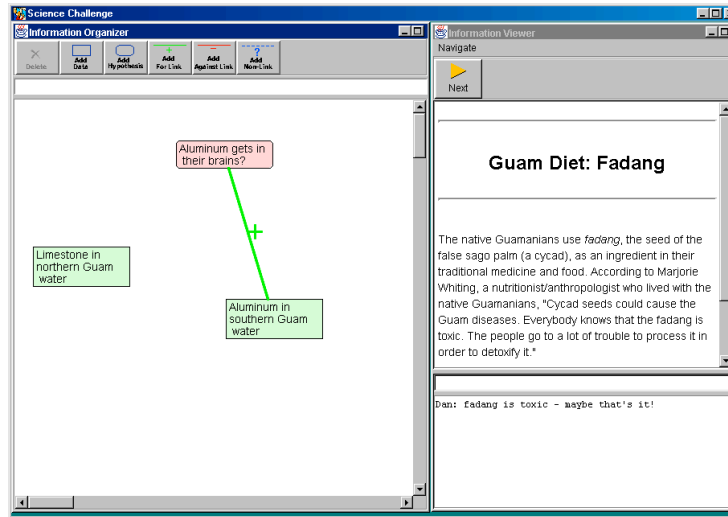 Science Challenge
Information Organizer
Delete
Add
Data
Add
Hypothesis
Add
For Link
Add
Against Link
Add
Non-Link
Aluminum gets in
their brains?
Limestone in
northern Guam
water
Aluminum in
southern Guam
water
Information Viewer
Navigate
Next
Guam Diet: Fadang
The native Guamanians use fadang, the seed of the
false sago palm (a cycad), as an ingredient in their
traditional medicine and food. According to Marjorie
Whiting, a nutritionist/anthropologist who lived with the
native Guamanians, "Cycad seeds could cause the
Guam diseases. Everybody knows that the fadang is
toxic. The people go to a lot of trouble to process it in
order to detoxify it."
Dan: fadang is toxic - maybe that's it!